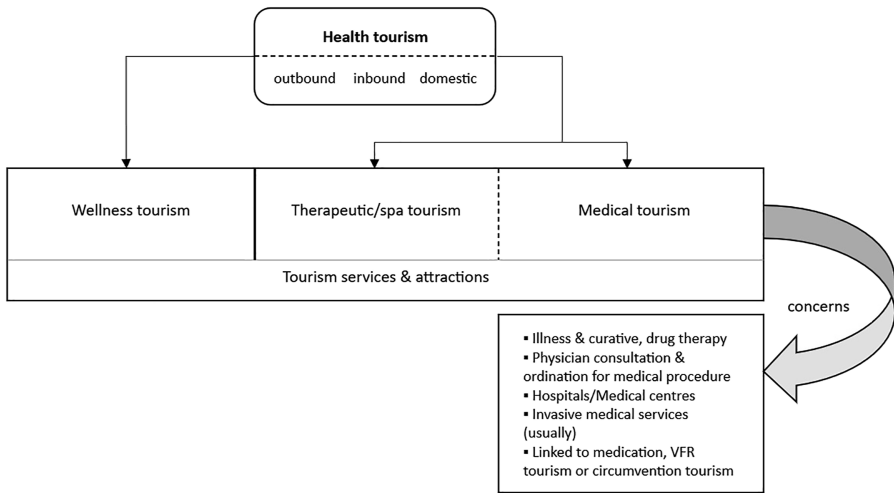 Health tourism
outbound inbound domestic
Wellness tourism
Therapeutic/spa tourism
Medical tourism
Tourism services & attractions
concerns
▪ Illness & curative, drug therapy
▪ Physician consultation &
ordination for medical procedure
▪ Hospitals/Medical centres
▪ Invasive medical services
(usually)
▪ Linked to medication, VFR
tourism or circumvention tourism